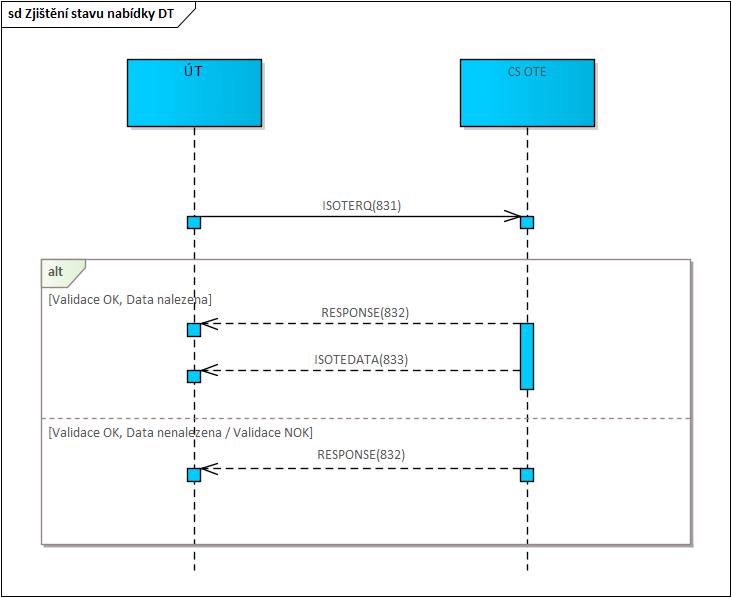 sd Zjištění stavu nabídky DT
ÚT
CS OTE
ISOTERQ(831)
alt
[Validace OK, Data nalezena]
RESPONSE(832)
ISOTEDATA(833)
[Validace OK, Data nenalezena / Validace NOK]
RESPONSE(832)